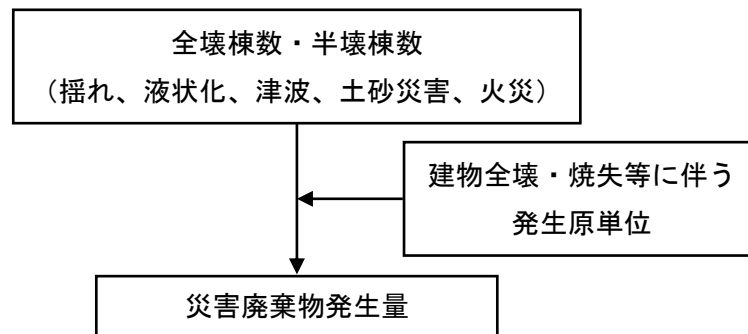 全壊棟数・半壊棟数
（揺れ、液状化、津波、土砂災害、火災）
建物全壊・焼失等に伴う
発生原単位
災害廃棄物発生量